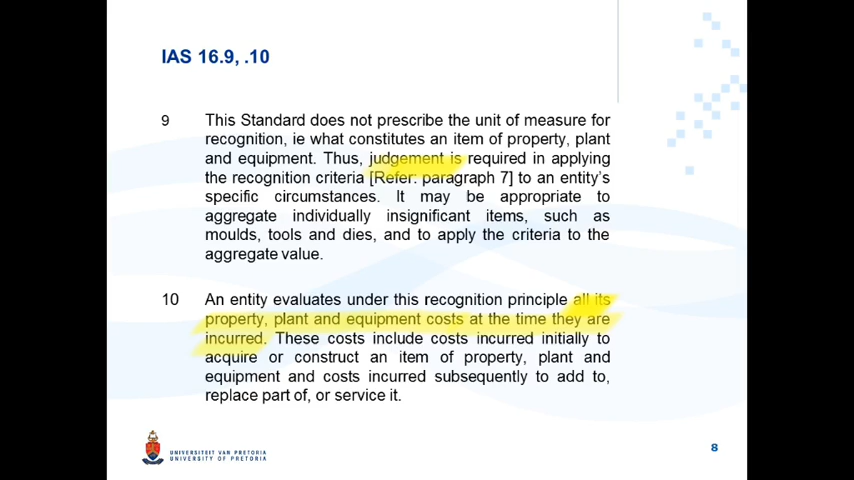 IAS 16.9, .10
9 This Standard does not prescribe the unit of measure for
recognition, ie what constitutes an item of property, plant
and equipment. Thus, judgement is required in applying
the recognition criteria [Refer: paragraph 7] to an entity's
specific circumstances. It may be appropriate to
aggregate individually insignificant items, such as
moulds, tools and dies, and to apply the criteria to the
aggregate value.
10 An entity evaluates under this recognition principle all its
property, plant and equipment costs at the time they are
incurred. These costs include costs incurred initially to
acquire or construct an item of property, plant and
equipment and costs incurred subsequently to add to,
replace part of, or service it.
UNIVERSITEIT VAN PRETORIA
UNIVERSITY OF PRETORIA
8